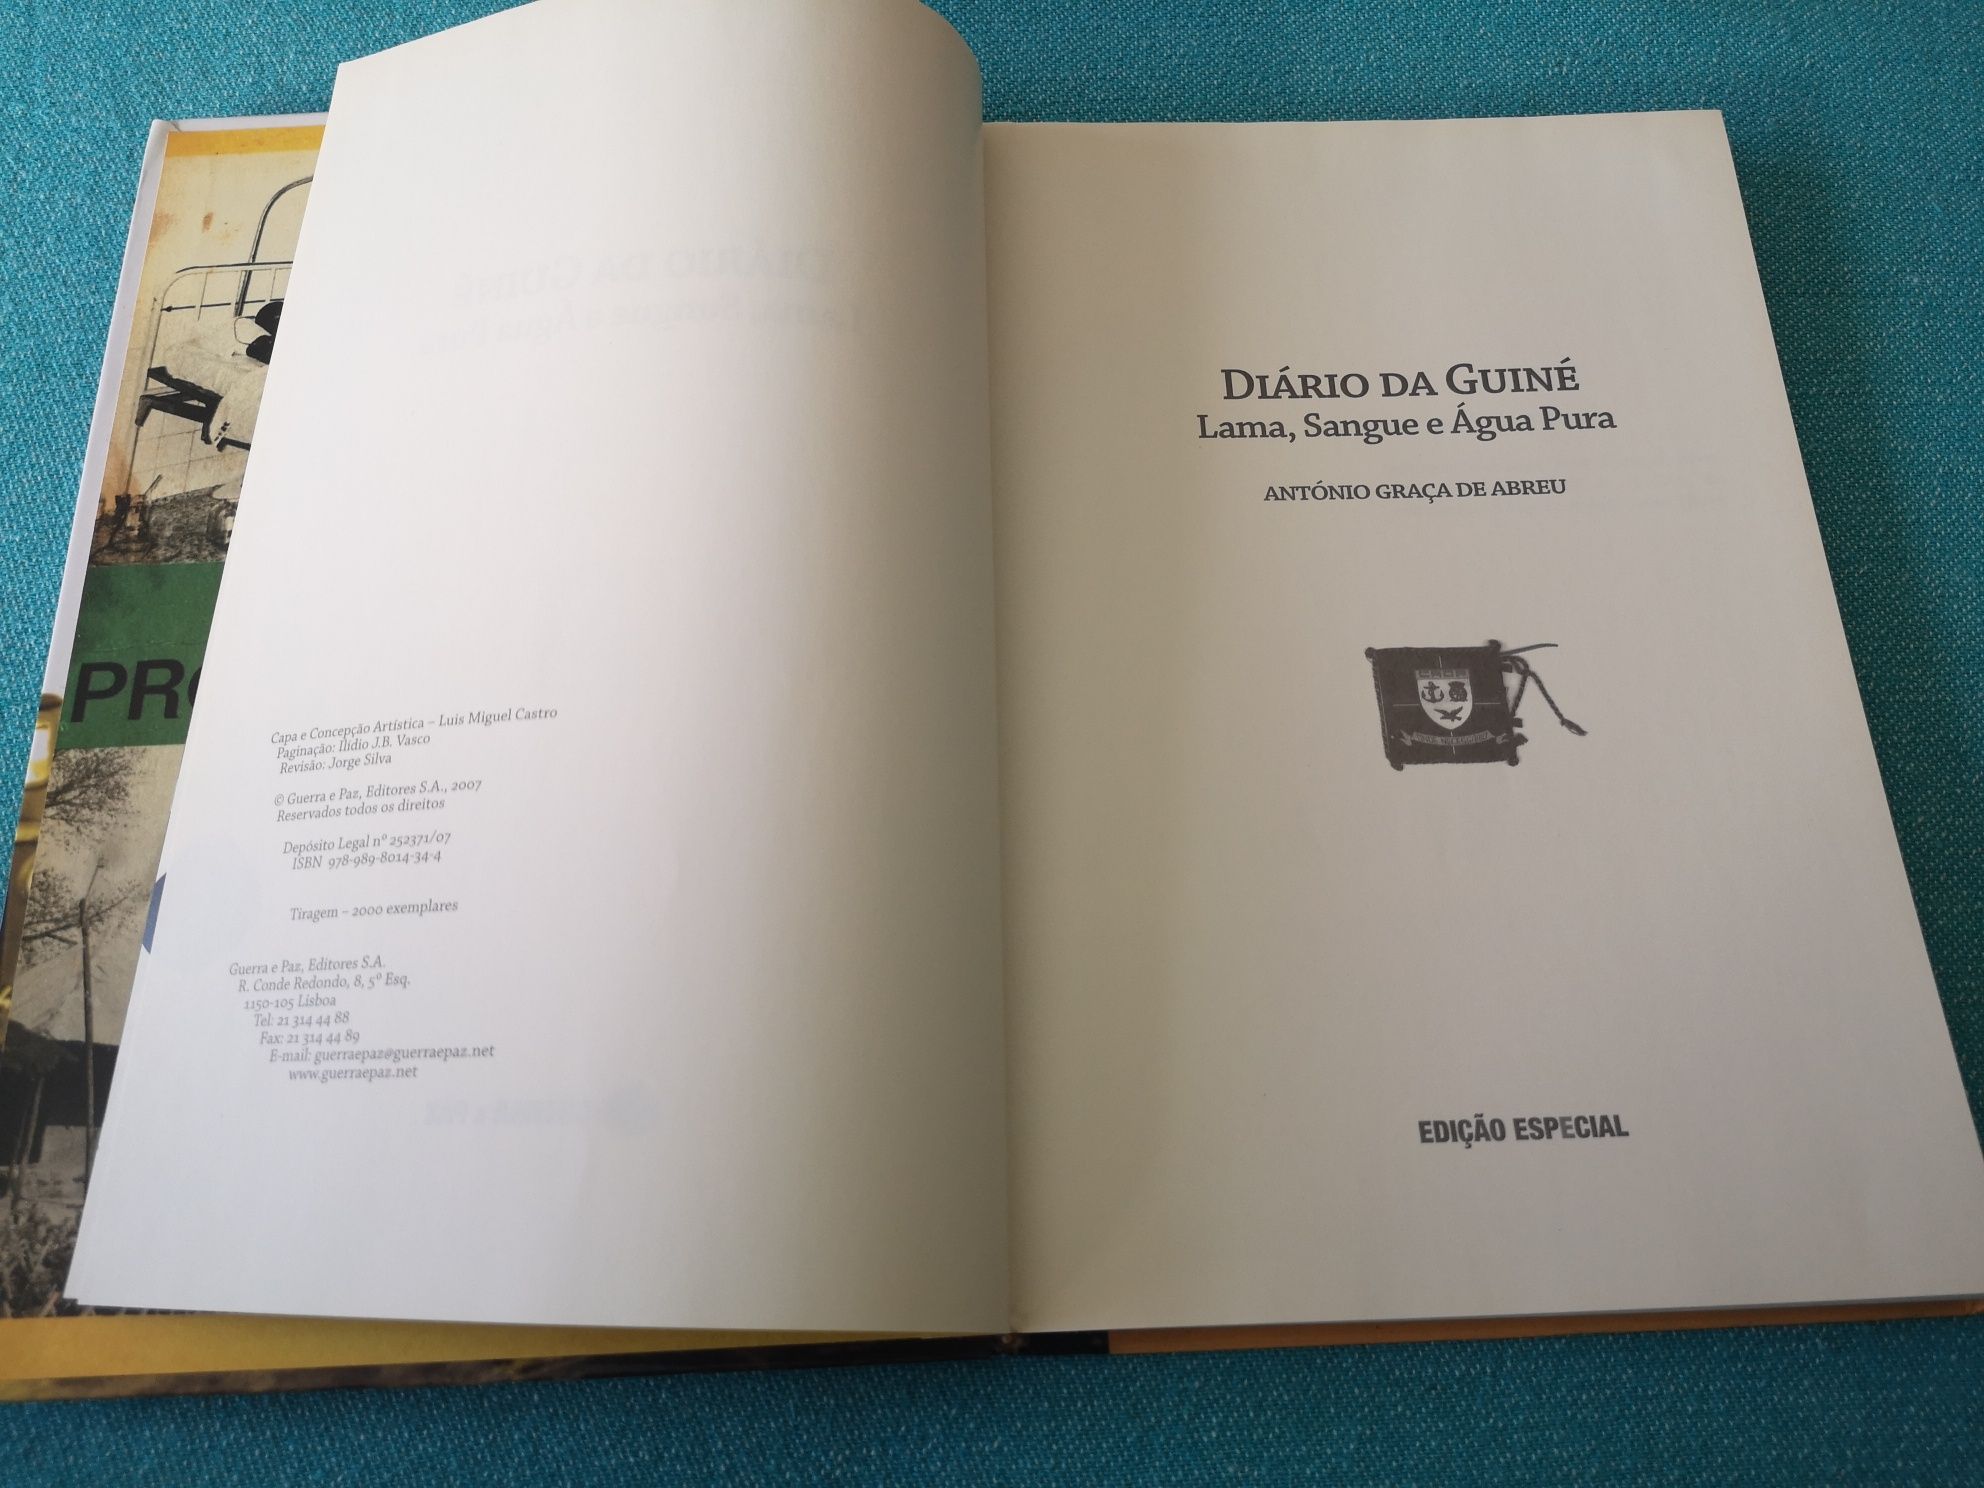 PRO
Capa e Concepção Artística – Luis Miguel Castro
Paginação: Ilídio J.B. Vasco
Revisão: Jorge Silva
© Guerra e Paz, Editores S.A., 2007
Reservados todos os direitos
Depósito Legal nº 252371/07
ISBN 978-989-8014-34-4
Tiragem – 2000 exemplares
Guerra e Paz, Editores S.A.
R. Conde Redondo, 8, 5º Esq.
1150-105 Lisboa
Tel: 21 314 44 88
Fax: 21 314 44 89
E-mail: guerraepaz@guerraepaz.net
www.guerraepaz.net
DIÁRIO DA GUINÉ
Lama, Sangue e Água Pura
ANTÓNIO GRAÇA DE ABREU
EDIÇÃO ESPECIAL